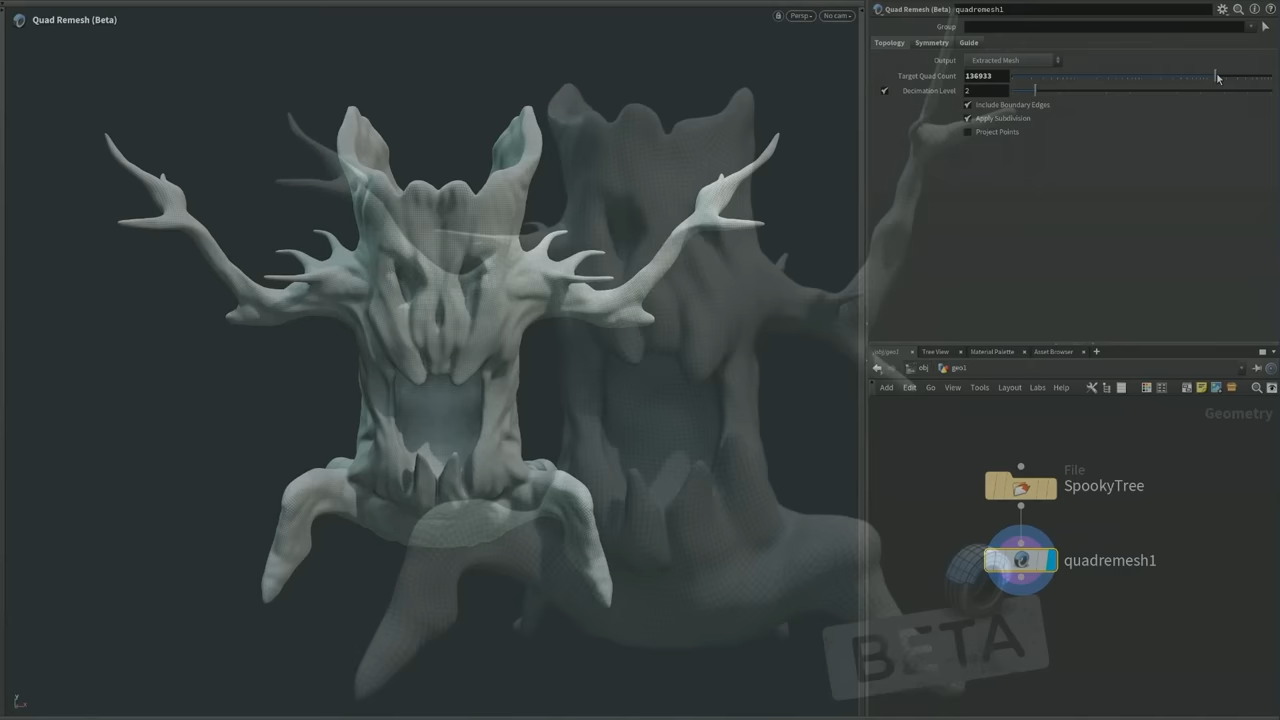 Quad Remesh (Beta)
Persp
No cam
Quad Remesh (Beta) quadremesh1
Group
Topology Symmetry Guide
Output Extracted Mesh
Target Quad Count 136933
Decimation Level 2
Include Boundary Edges
Apply Subdivision
Project Points
/obj/geo1 × Tree View × Material Palette × Asset Browser × +
obj geo1
Add Edit Go View Tools Layout Labs Help
Geometry
File
SpookyTree
quadremesh1
BETA
y
x